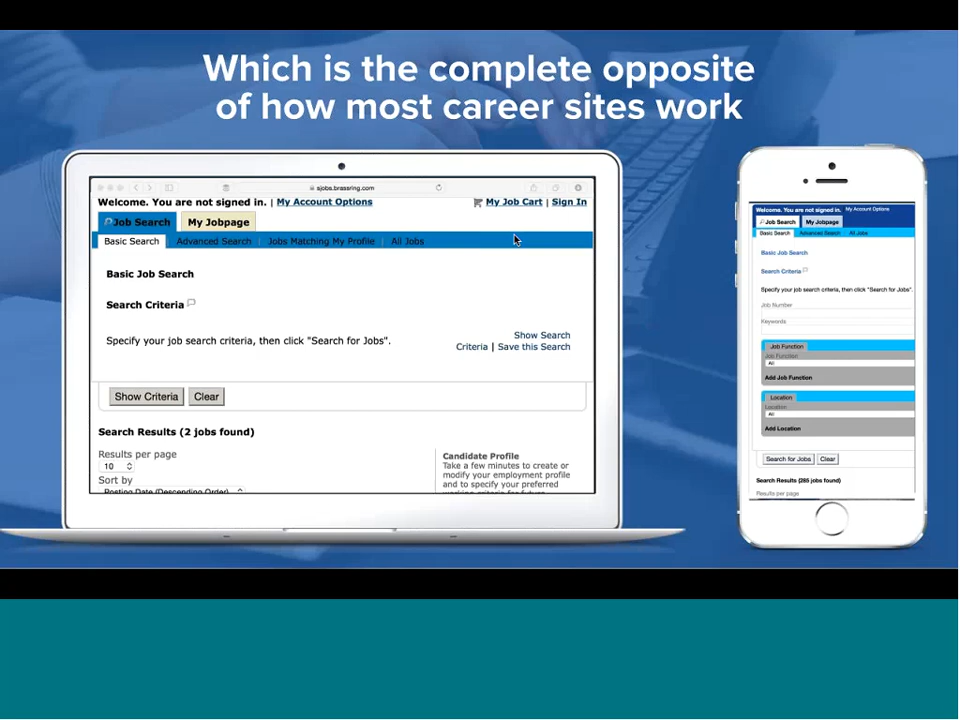 Which is the complete opposite
of how most career sites work
sjobs.brassring.com
Welcome. You are not signed in. | My Account Options
My Job Cart | Sign In
Job Search
My Jobpage
Basic Search
Advanced Search
Jobs Matching My Profile
All Jobs
Basic Job Search
Search Criteria
Specify your job search criteria, then click "Search for Jobs".
Show Search
Criteria | Save this Search
Show Criteria
Clear
Search Results (2 jobs found)
Results per page
10
Sort by
Posting Date (Descending Order)
Candidate Profile
Take a few minutes to create or
modify your employment profile
and to specify your preferred
working criteria for future
Welcome. You are not signed in. My Account Options
Job Search
My Jobpage
Basic Search
Advanced Search
All Jobs
Basic Job Search
Search Criteria
Specify your job search criteria, then click "Search for Jobs".
Job Number
Keywords
Job Function
Job Function
All
Add Job Function
Location
Location
All
Add Location
Search for Jobs
Clear
Search Results (285 jobs found)
Results per page